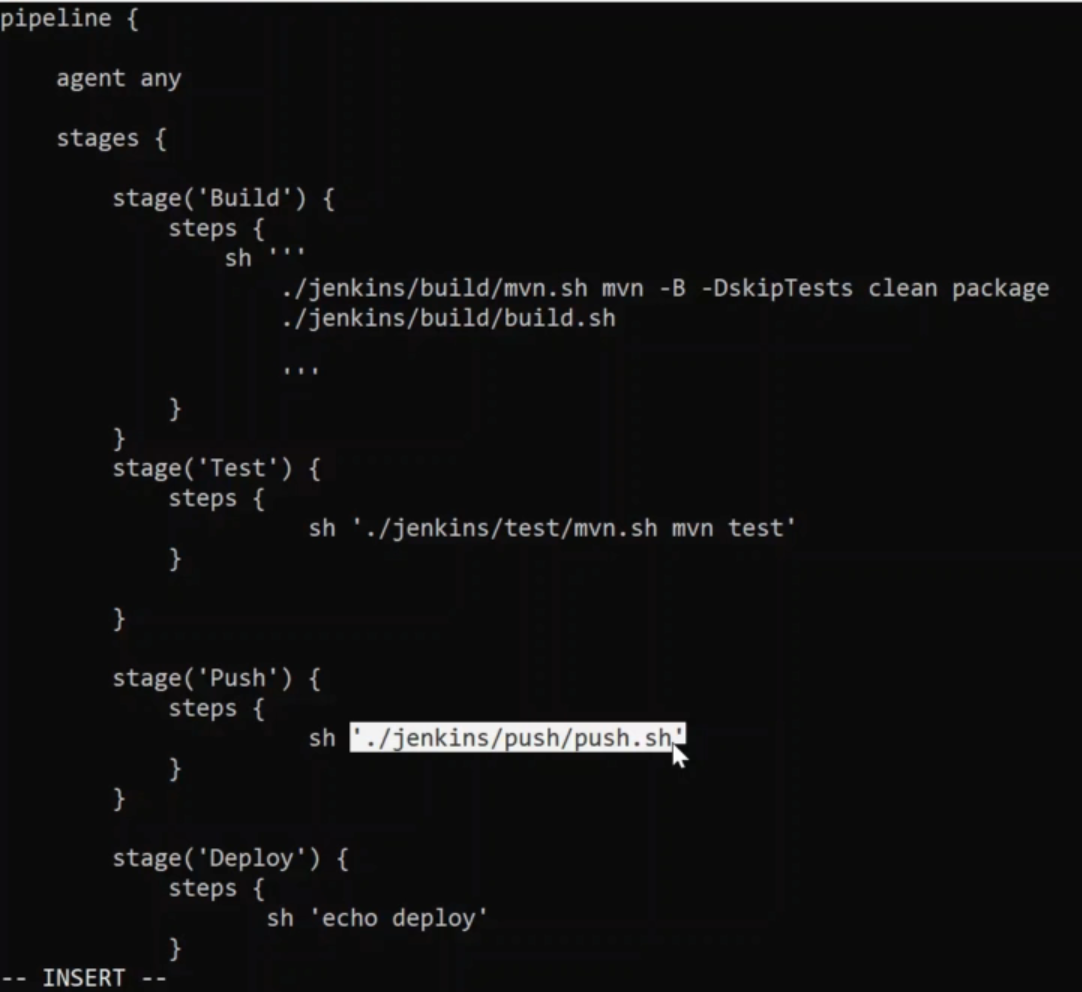 pipeline {
    agent any
    stages {
        stage('Build') {
            steps {
                sh '''
                    ./jenkins/build/mvn.sh mvn -B -DskipTests clean package
                    ./jenkins/build/build.sh
                    '''
            }
        }
        stage('Test') {
            steps {
                      sh './jenkins/test/mvn.sh mvn test'
            }
        }
        stage('Push') {
            steps {
                      sh './jenkins/push/push.sh'
            }
        }
        stage('Deploy') {
            steps {
                   sh 'echo deploy'
            }
-- INSERT --